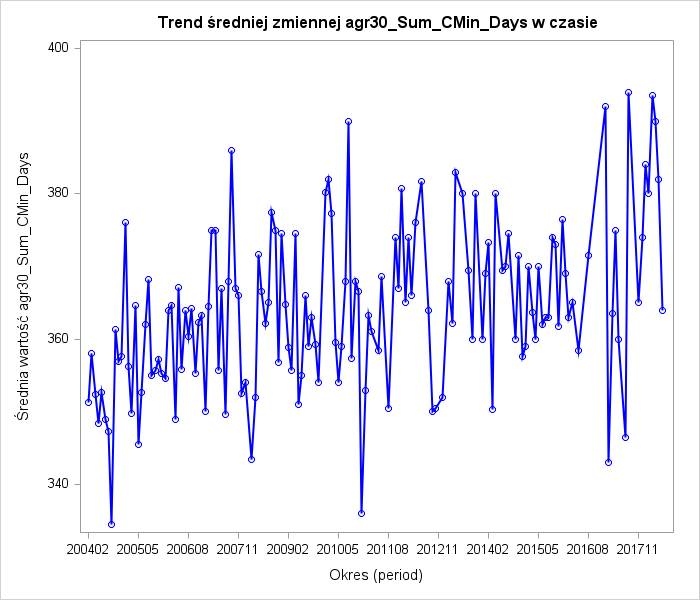 Trend średniej zmiennej agr30_Sum_CMin_Days w czasie
400
380
360
340
Średnia wartość agr30_Sum_CMin_Days
200402 200505 200608 200711 200902 201005 201108 201211 201402 201505 201608 201711
Okres (period)